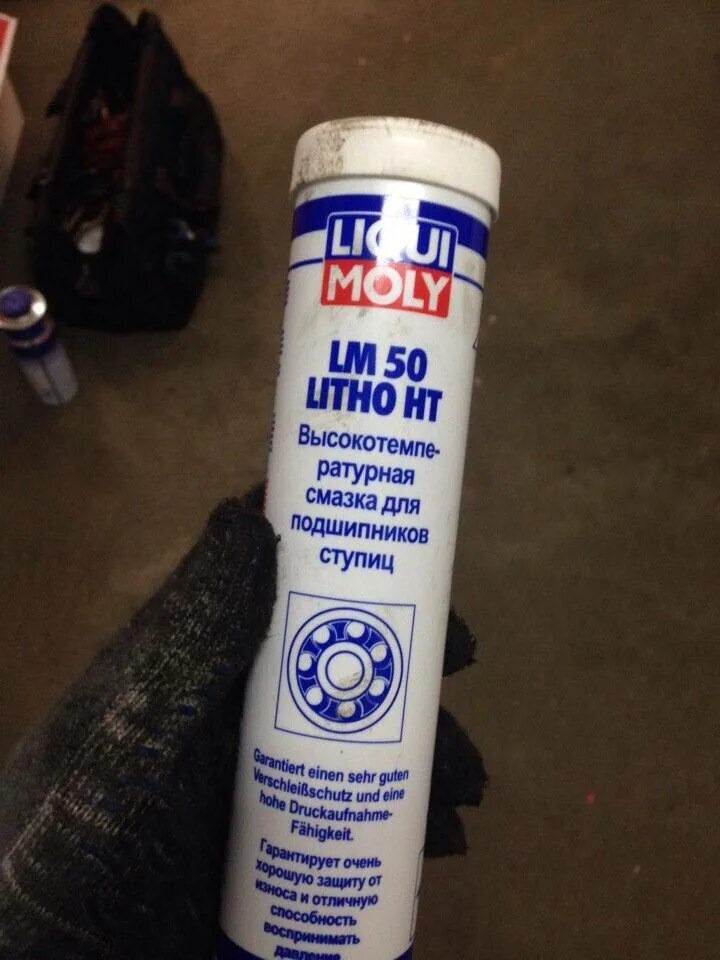 LIQUI
MOLY
LM 50
LITHO HT
Высокотемпе-
ратурная
смазка для
подшипников
ступиц
Garantiert einen sehr guten
Verschleißschutz und eine
hohe Druckaufnahme-
Fähigkeit.
Гарантирует очень
хорошую защиту от
износа и отличную
способность
воспринимать
давление